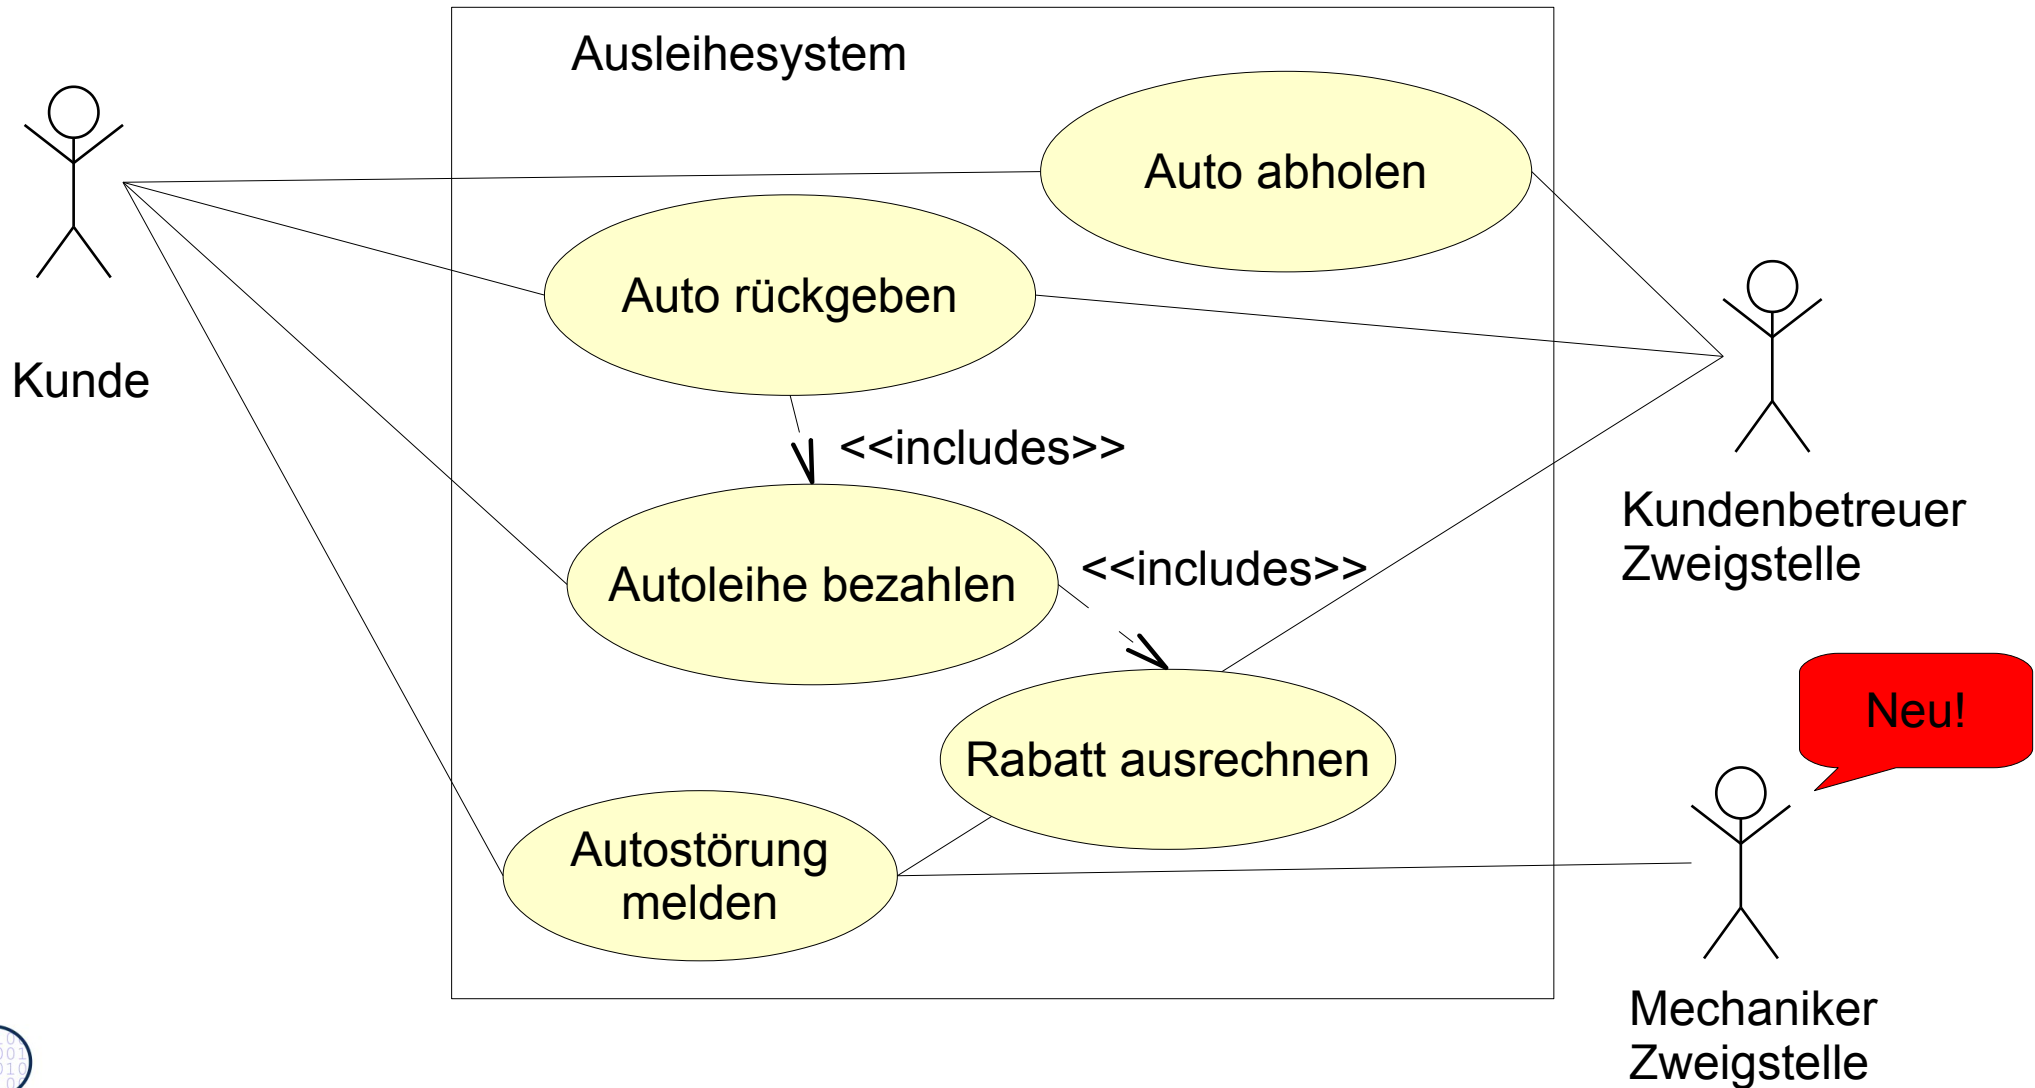 Ausleihesystem
Auto abholen
Auto rückgeben
Kunde
<<includes>>
Kundenbetreuer
Zweigstelle
<<includes>>
Autoleihe bezahlen
Neu!
Rabatt ausrechnen
Autostörung
melden
Mechaniker
Zweigstelle